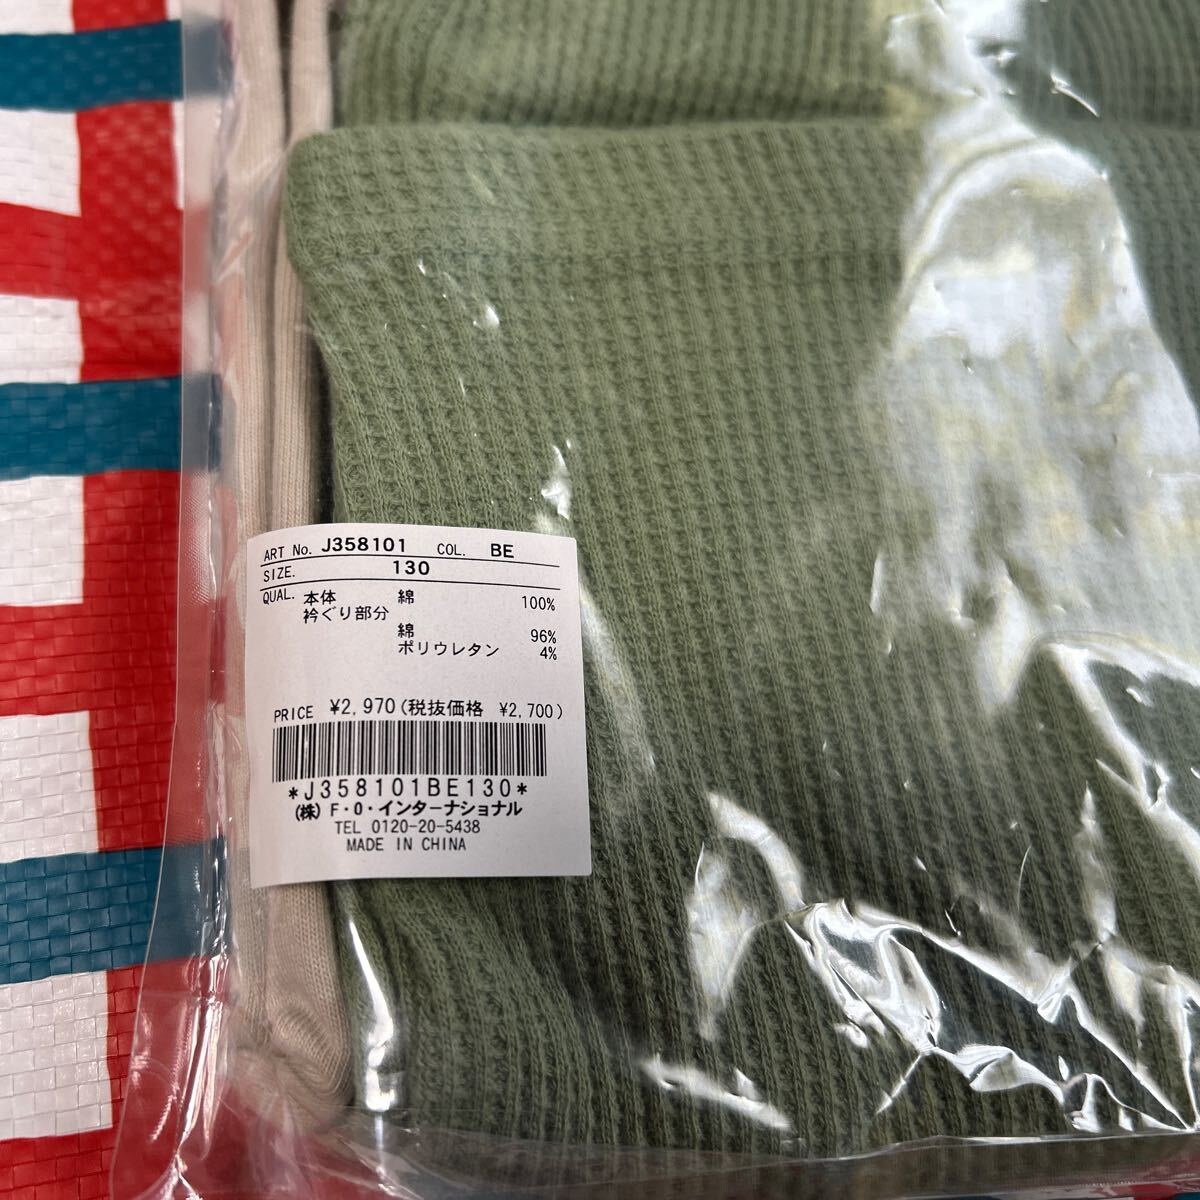 ART No. J358101 COL. BE
SIZE. 130
QUAL. 本体 綿 100%
衿ぐり部分
綿 96%
ポリウレタン 4%
PRICE ¥2,970(税抜価格 ¥2,700)
*J358101BE130*
(株) F・O・インターナショナル
TEL 0120-20-5438
MADE IN CHINA